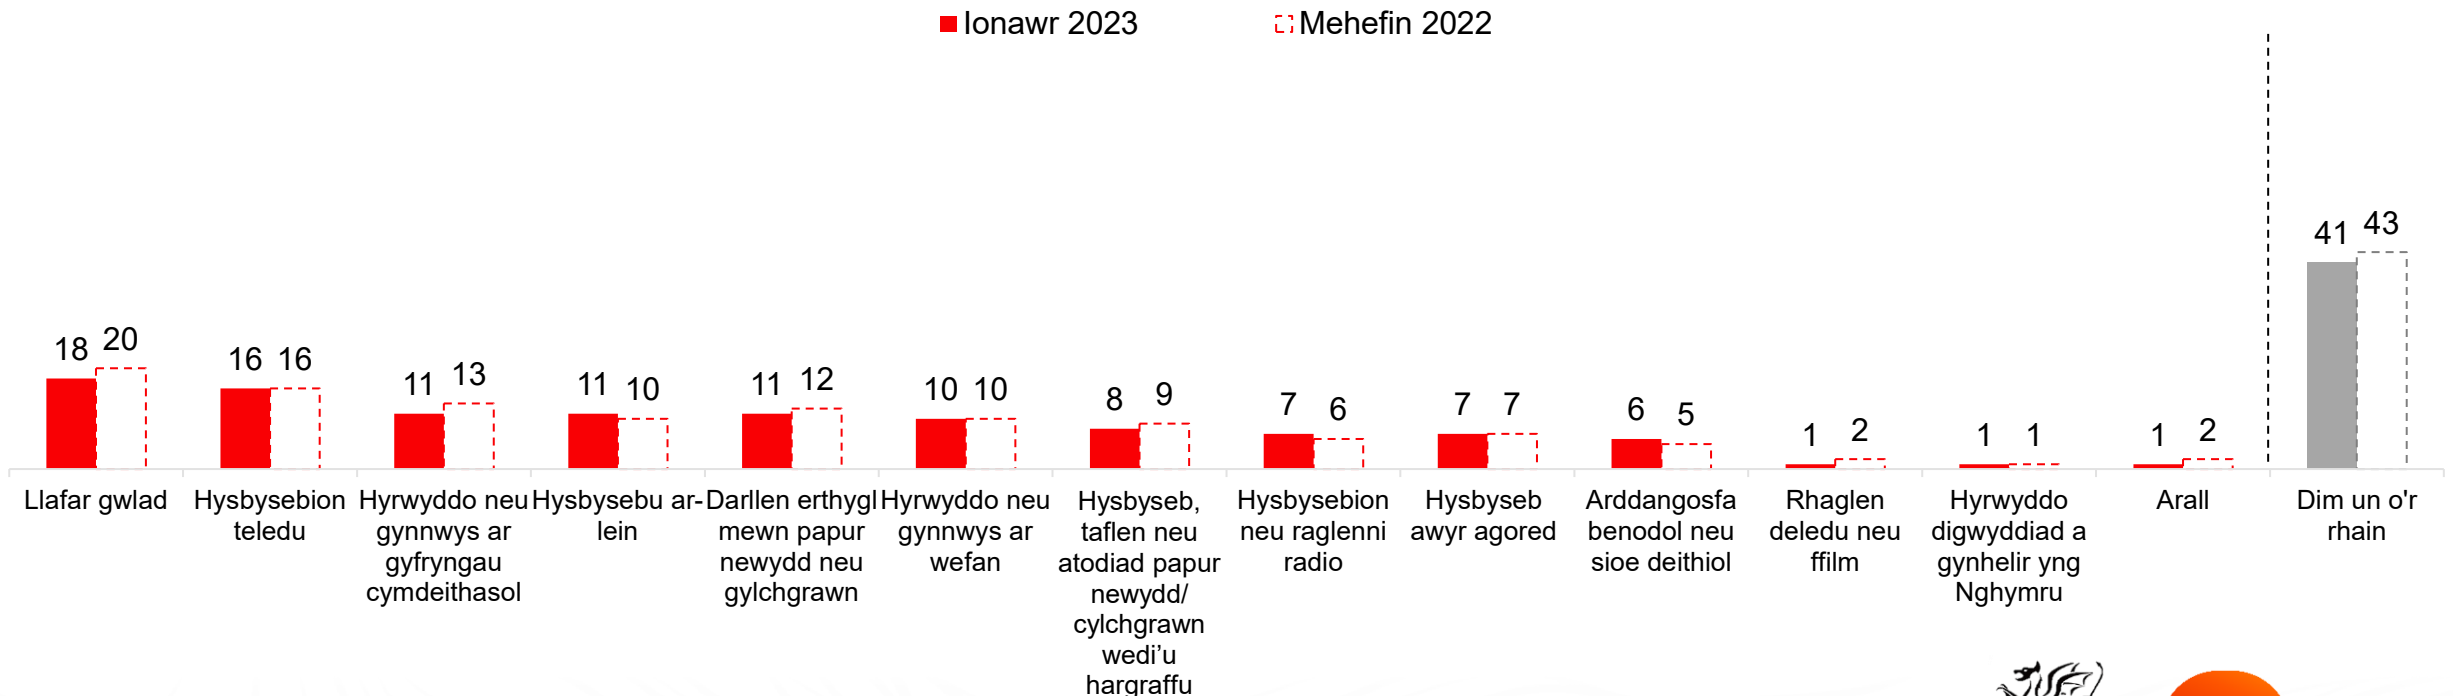 Ionawr 2023
Mehefin 2022
18 20
16 16
11 13
11 10
11 12
10 10
8 9
7 6
7 7
6 5
1 2
1 1
1 2
41 43
Llafar gwlad
Hysbysebion
teledu
Hyrwyddo neu
gynnwys ar
gyfryngau
cymdeithasol
Hysbysebu ar-
lein
Darllen erthygl
mewn papur
newydd neu
gylchgrawn
Hyrwyddo neu
gynnwys ar
wefan
Hysbyseb,
taflen neu
atodiad papur
newydd/
cylchgrawn
wedi’u
hargraffu
Hysbysebion
neu raglenni
radio
Hysbyseb
awyr agored
Arddangosfa
benodol neu
sioe deithiol
Rhaglen
deledu neu
ffilm
Hyrwyddo
digwyddiad a
gynhelir yng
Nghymru
Arall
Dim un o'r
rhain